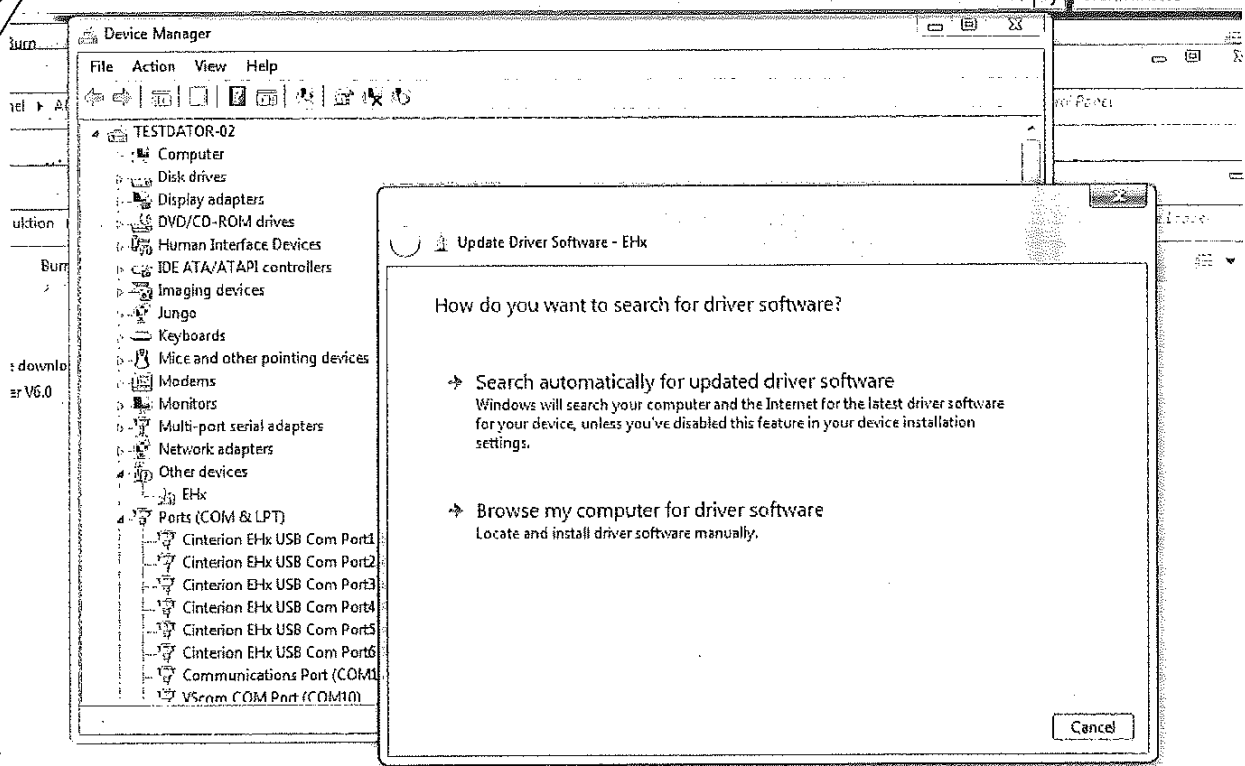 Burn
Device Manager
File Action View Help
TESTDATOR-02
Computer
Disk drives
Display adapters
DVD/CD-ROM drives
Human Interface Devices
IDE ATA/ATAPI controllers
Imaging devices
Jungo
Keyboards
Mice and other pointing devices
Modems
Monitors
Multi-port serial adapters
Network adapters
Other devices
EHx
Ports (COM & LPT)
Cinterion EHx USB Com Port1
Cinterion EHx USB Com Port2
Cinterion EHx USB Com Port3
Cinterion EHx USB Com Port4
Cinterion EHx USB Com Port5
Cinterion EHx USB Com Port6
Communications Port (COM1
VScom COM Port (COM10)
uktion
Burr
downlo
er V6.0
Panel
Update Driver Software - EHx
How do you want to search for driver software?
Search automatically for updated driver software
Windows will search your computer and the Internet for the latest driver software
for your device, unless you've disabled this feature in your device installation
settings.
Browse my computer for driver software
Locate and install driver software manually.
Cancel